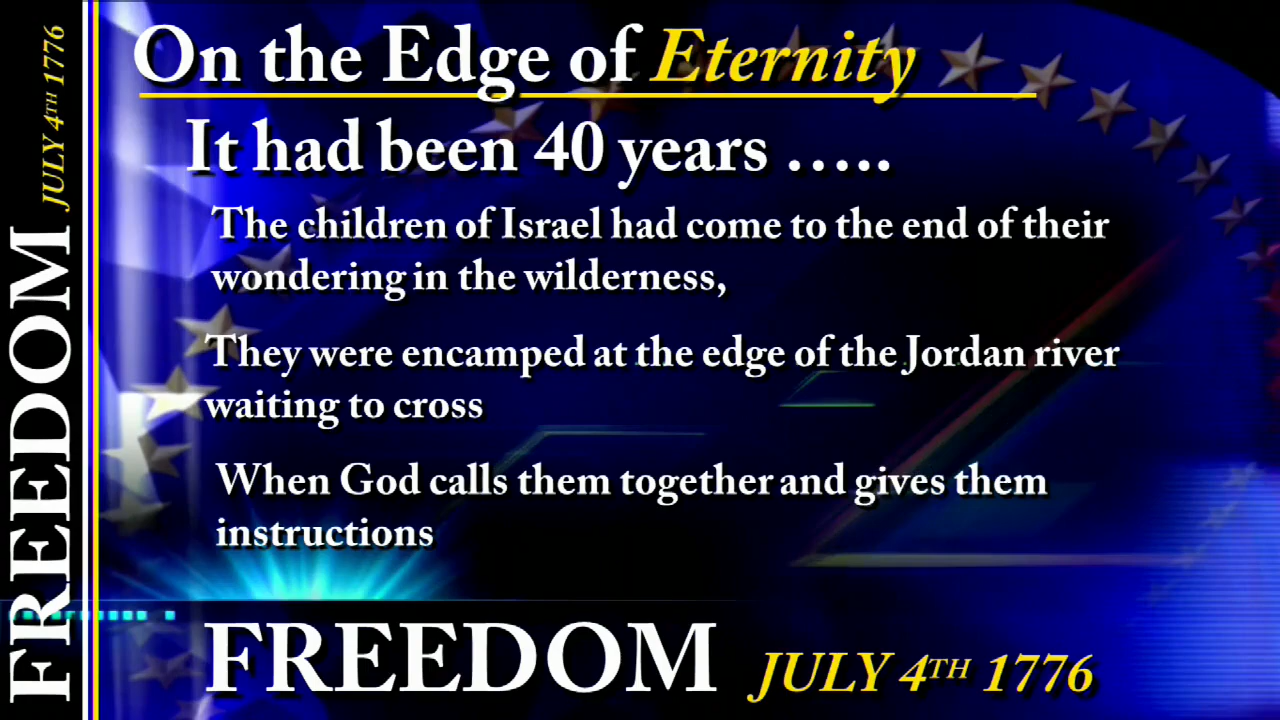 On the Edge of Eternity
It had been 40 years .....
The children of Israel had come to the end of their
wondering in the wilderness,
They were encamped at the edge of the Jordan river
waiting to cross
When God calls them together and gives them
instructions
FREEDOM JULY 4TH 1776
FREEDOM JULY 4TH 1776